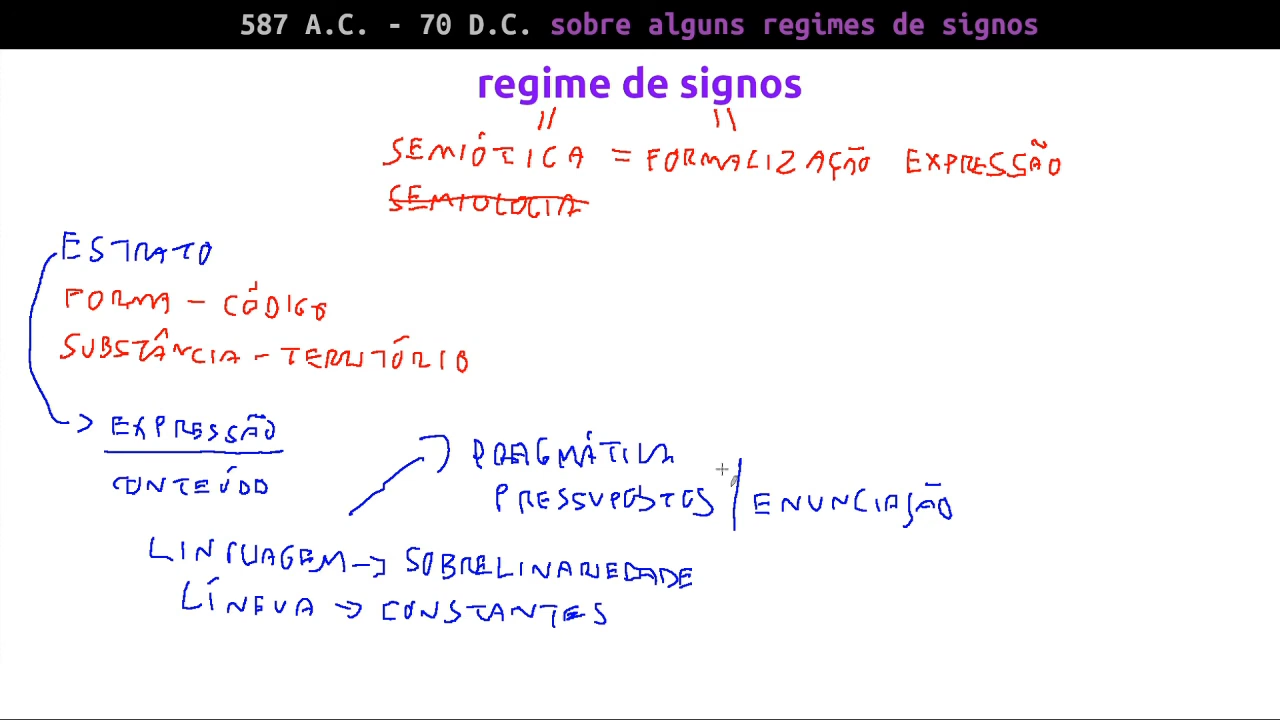 587 A.C. - 70 D.C. sobre alguns regimes de signos
regime de signos
SEMIÓTICA = FORMALIZAÇÃO EXPRESSÃO
SEMIOLOGIA
ESTRATO
FORMA - CÓDIGO
SUBSTÂNCIA - TERRITÓRIO
EXPRESSÃO
CONTEÚDO
PRAGMÁTICA
PRESSUPOSTOS / ENUNCIAÇÃO
LINGUAGEM → SOBRELINARIEDADE
LÍNGUA → CONSTANTES